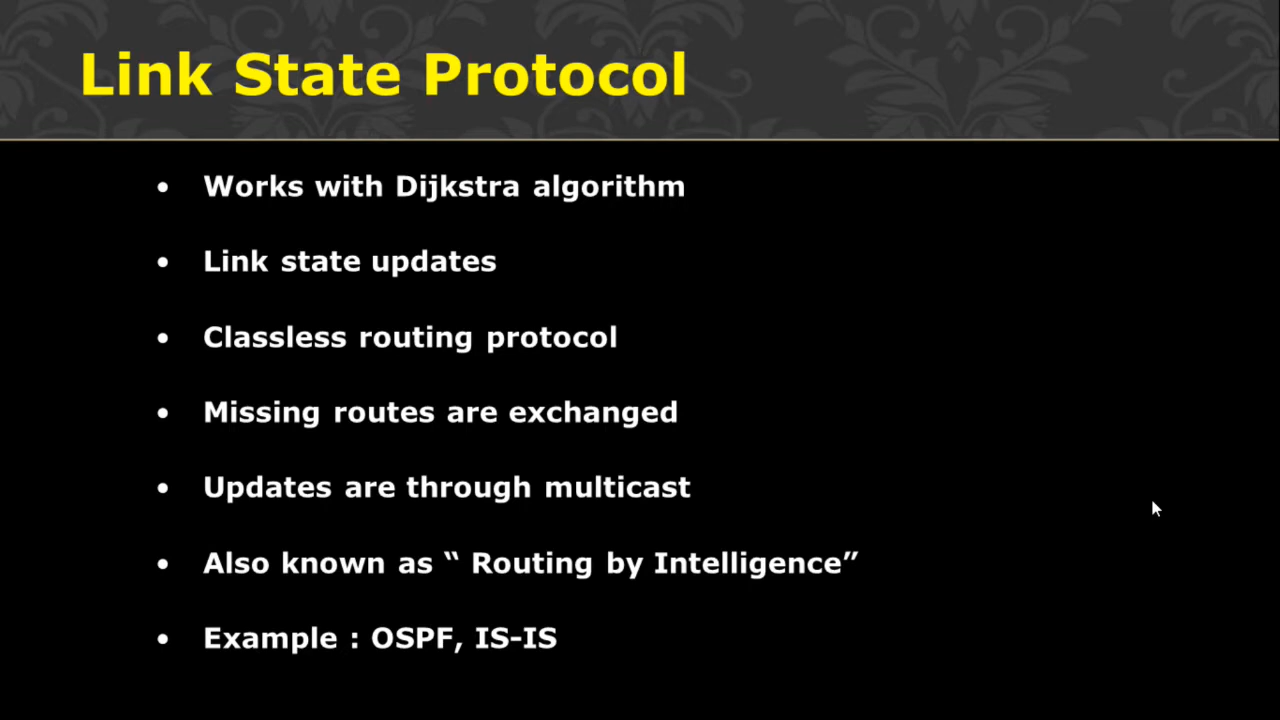 Link State Protocol
• Works with Dijkstra algorithm
• Link state updates
• Classless routing protocol
• Missing routes are exchanged
• Updates are through multicast
• Also known as “ Routing by Intelligence”
• Example : OSPF, IS-IS